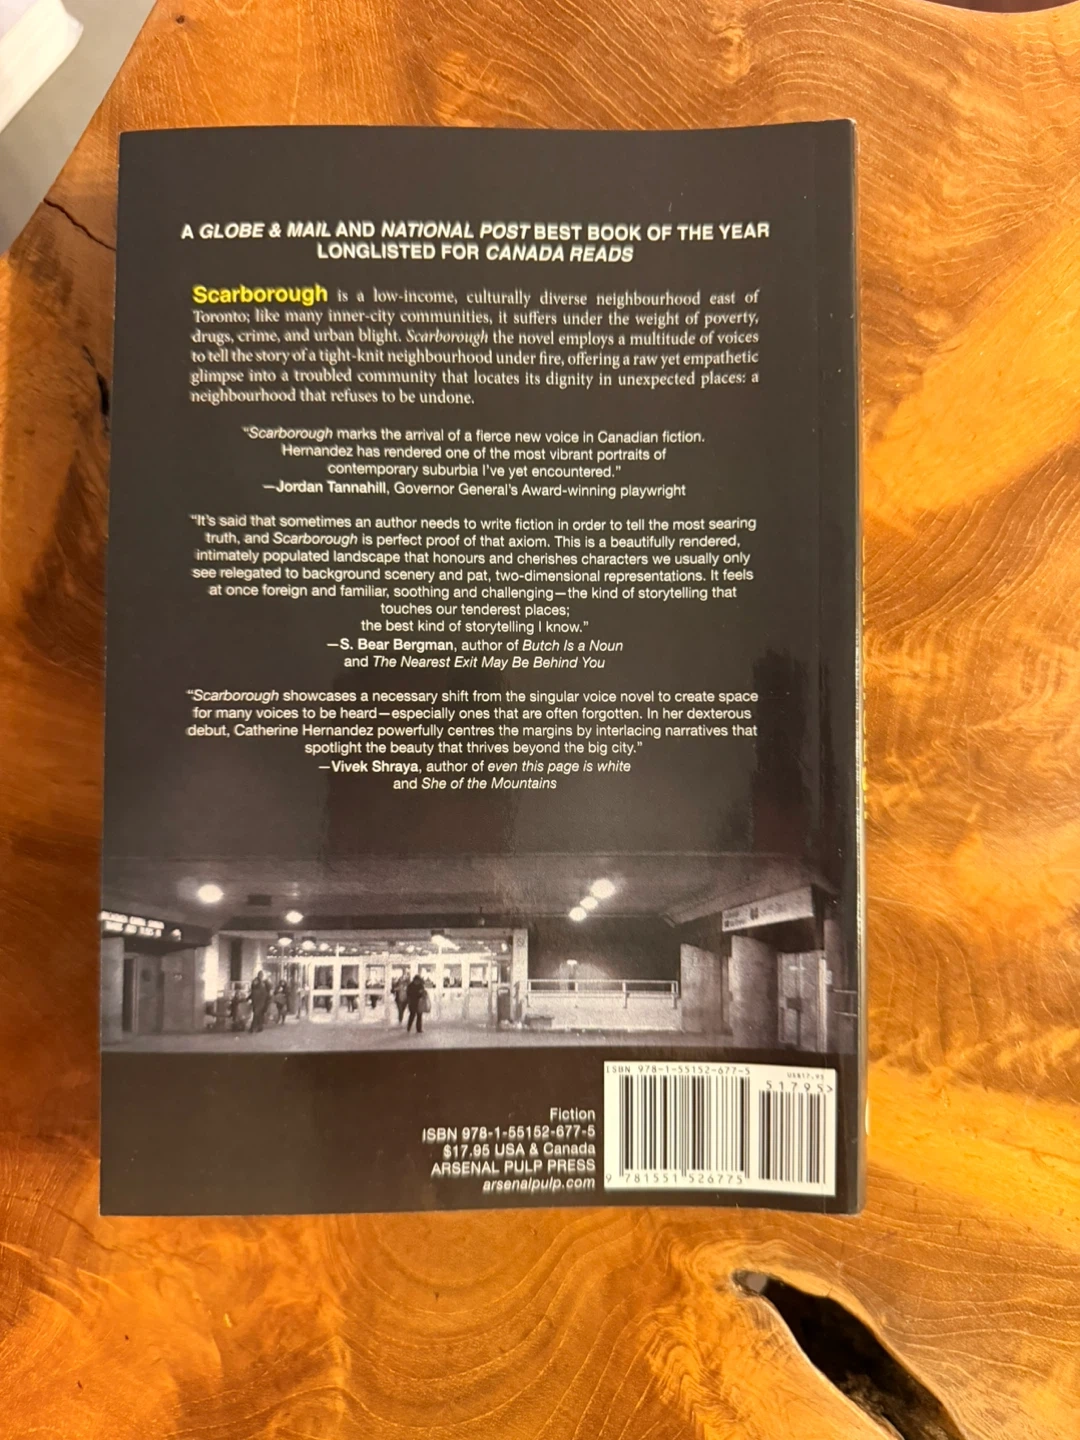 A GLOBE & MAIL AND NATIONAL POST BEST BOOK OF THE YEAR
LONGLISTED FOR CANADA READS
Scarborough is a low-income, culturally diverse neighbourhood east of
Toronto; like many inner-city communities, it suffers under the weight of poverty,
drugs, crime, and urban blight. Scarborough the novel employs a multitude of voices
to tell the story of a tight-knit neighbourhood under fire, offering a raw yet empathetic
glimpse into a troubled community that locates its dignity in unexpected places: a
neighbourhood that refuses to be undone.
"Scarborough marks the arrival of a fierce new voice in Canadian fiction.
Hernandez has rendered one of the most vibrant portraits of
contemporary suburbia I've yet encountered."
—Jordan Tannahill, Governor General's Award-winning playwright
"It's said that sometimes an author needs to write fiction in order to tell the most searing
truth, and Scarborough is perfect proof of that axiom. This is a beautifully rendered,
intimately populated landscape that honours and cherishes characters we usually only
see relegated to background scenery and pat, two-dimensional representations. It feels
at once foreign and familiar, soothing and challenging—the kind of storytelling that
touches our tenderest places;
the best kind of storytelling I know."
—S. Bear Bergman, author of Butch Is a Noun
and The Nearest Exit May Be Behind You
"Scarborough showcases a necessary shift from the singular voice novel to create space
for many voices to be heard—especially ones that are often forgotten. In her dexterous
debut, Catherine Hernandez powerfully centres the margins by interlacing narratives that
spotlight the beauty that thrives beyond the big city."
—Vivek Shraya, author of even this page is white
and She of the Mountains
Fiction
ISBN 978-1-55152-677-5
$17.95 USA & Canada
ARSENAL PULP PRESS
arsenalpulp.com
ISBN 978-1-55152-677-5
US$17.95
51795>
9 781551 526775